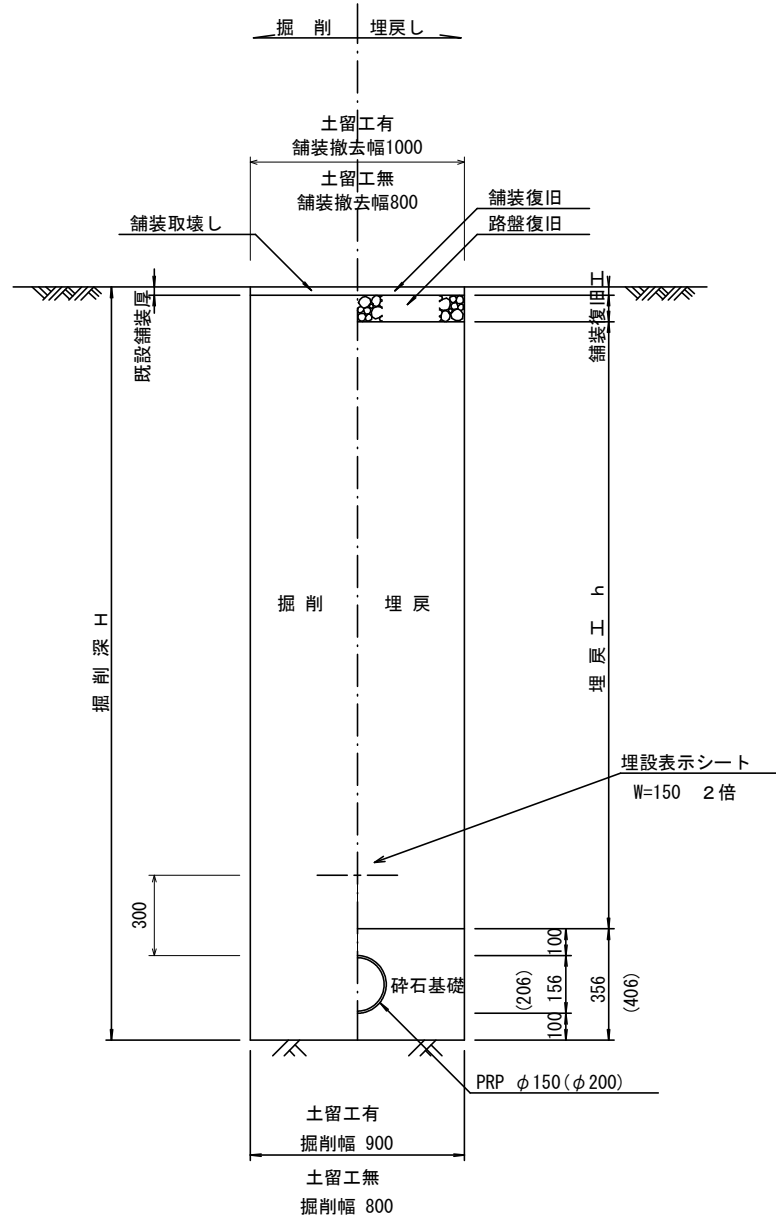 掘 削 埋戻し
土留工有
舗装撤去幅1000
土留工無
舗装撤去幅800
舗装取壊し
舗装復旧
路盤復旧
既設舗装厚
舗装復旧工
掘 削 埋 戻
掘 削 深 H
埋 戻 工 h
埋設表示シート
W=150 2倍
300
砕石基礎
100
156
(206)
100
356
(406)
PRP φ150(φ200)
土留工有
掘削幅 900
土留工無
掘削幅 800